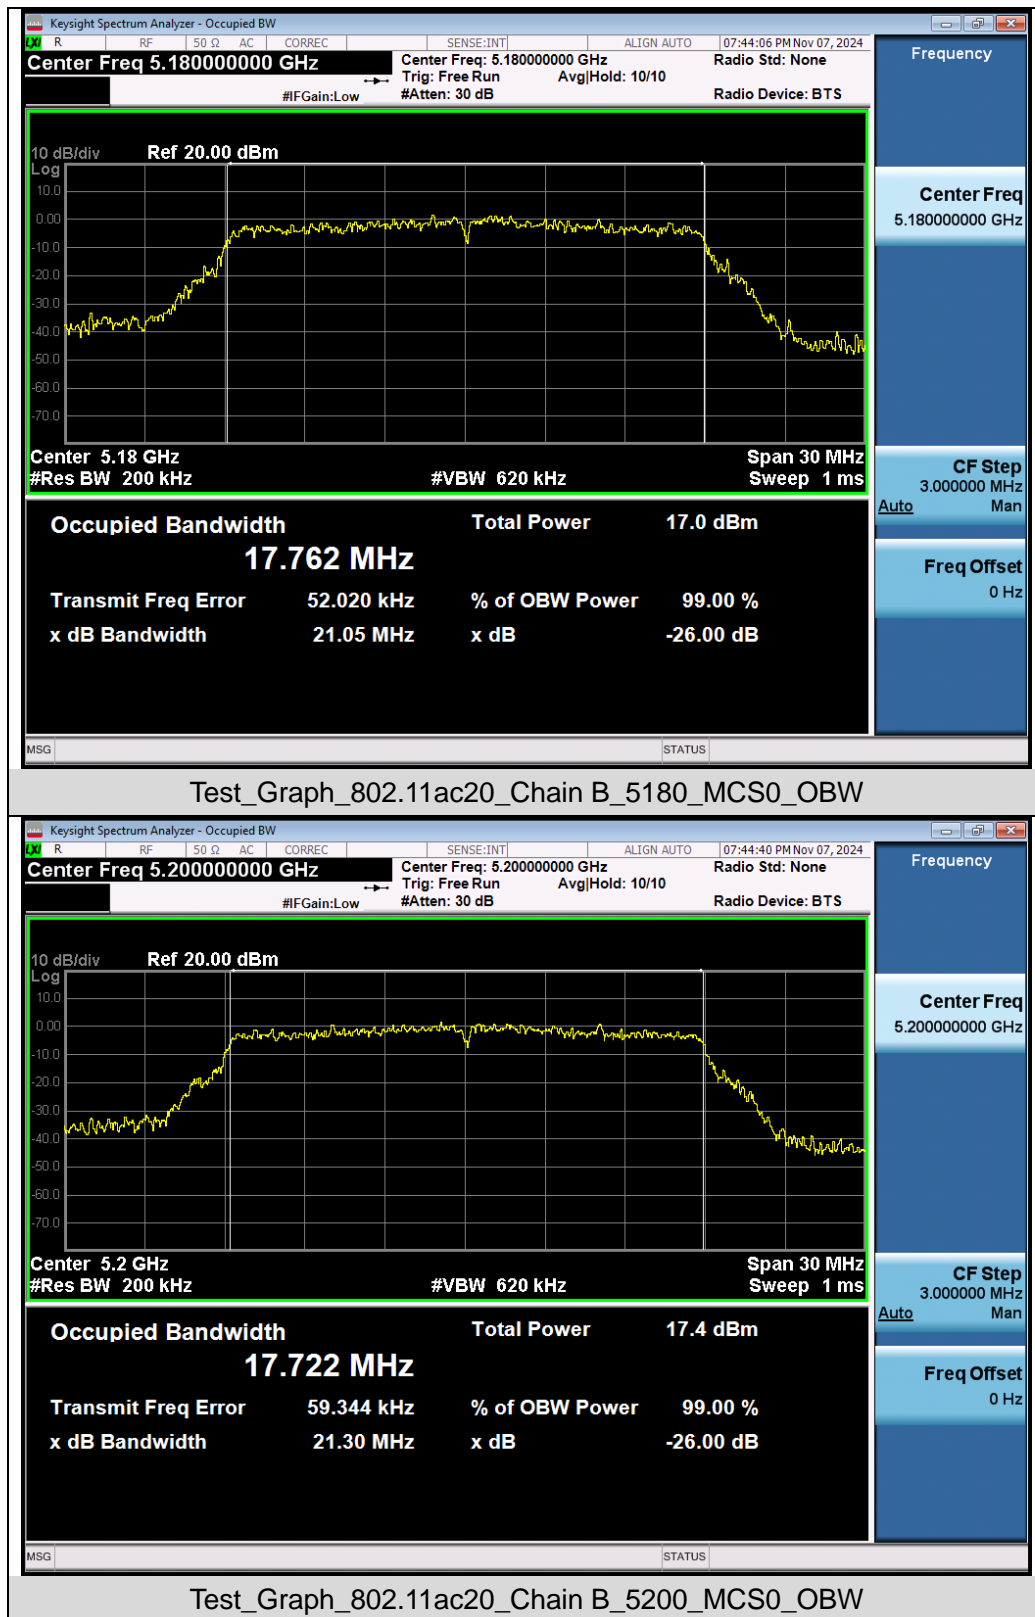 Keysight Spectrum Analyzer - Occupied BW
LXI R RF 50 Ω AC CORREC SENSE:INT ALIGN AUTO 07:44:06 PM Nov 07, 2024
Center Freq 5.180000000 GHz
Center Freq: 5.180000000 GHz
Radio Std: None
Trig: Free Run Avg|Hold: 10/10
#IFGain:Low #Atten: 30 dB Radio Device: BTS
Frequency
10 dB/div Ref 20.00 dBm
Log
10.0
0.00
-10.0
-20.0
-30.0
-40.0
-50.0
-60.0
-70.0
Center 5.18 GHz Span 30 MHz
#Res BW 200 kHz #VBW 620 kHz Sweep 1 ms
Center Freq
5.180000000 GHz
CF Step
3.000000 MHz
Auto Man
Freq Offset
0 Hz
Occupied Bandwidth Total Power 17.0 dBm
17.762 MHz
Transmit Freq Error 52.020 kHz % of OBW Power 99.00 %
x dB Bandwidth 21.05 MHz x dB -26.00 dB
MSG STATUS
Test_Graph_802.11ac20_Chain B_5180_MCS0_OBW
Keysight Spectrum Analyzer - Occupied BW
LXI R RF 50 Ω AC CORREC SENSE:INT ALIGN AUTO 07:44:40 PM Nov 07, 2024
Center Freq 5.200000000 GHz
Center Freq: 5.200000000 GHz
Radio Std: None
Trig: Free Run Avg|Hold: 10/10
#IFGain:Low #Atten: 30 dB Radio Device: BTS
Frequency
10 dB/div Ref 20.00 dBm
Log
10.0
0.00
-10.0
-20.0
-30.0
-40.0
-50.0
-60.0
-70.0
Center 5.2 GHz Span 30 MHz
#Res BW 200 kHz #VBW 620 kHz Sweep 1 ms
Center Freq
5.200000000 GHz
CF Step
3.000000 MHz
Auto Man
Freq Offset
0 Hz
Occupied Bandwidth Total Power 17.4 dBm
17.722 MHz
Transmit Freq Error 59.344 kHz % of OBW Power 99.00 %
x dB Bandwidth 21.30 MHz x dB -26.00 dB
MSG STATUS
Test_Graph_802.11ac20_Chain B_5200_MCS0_OBW